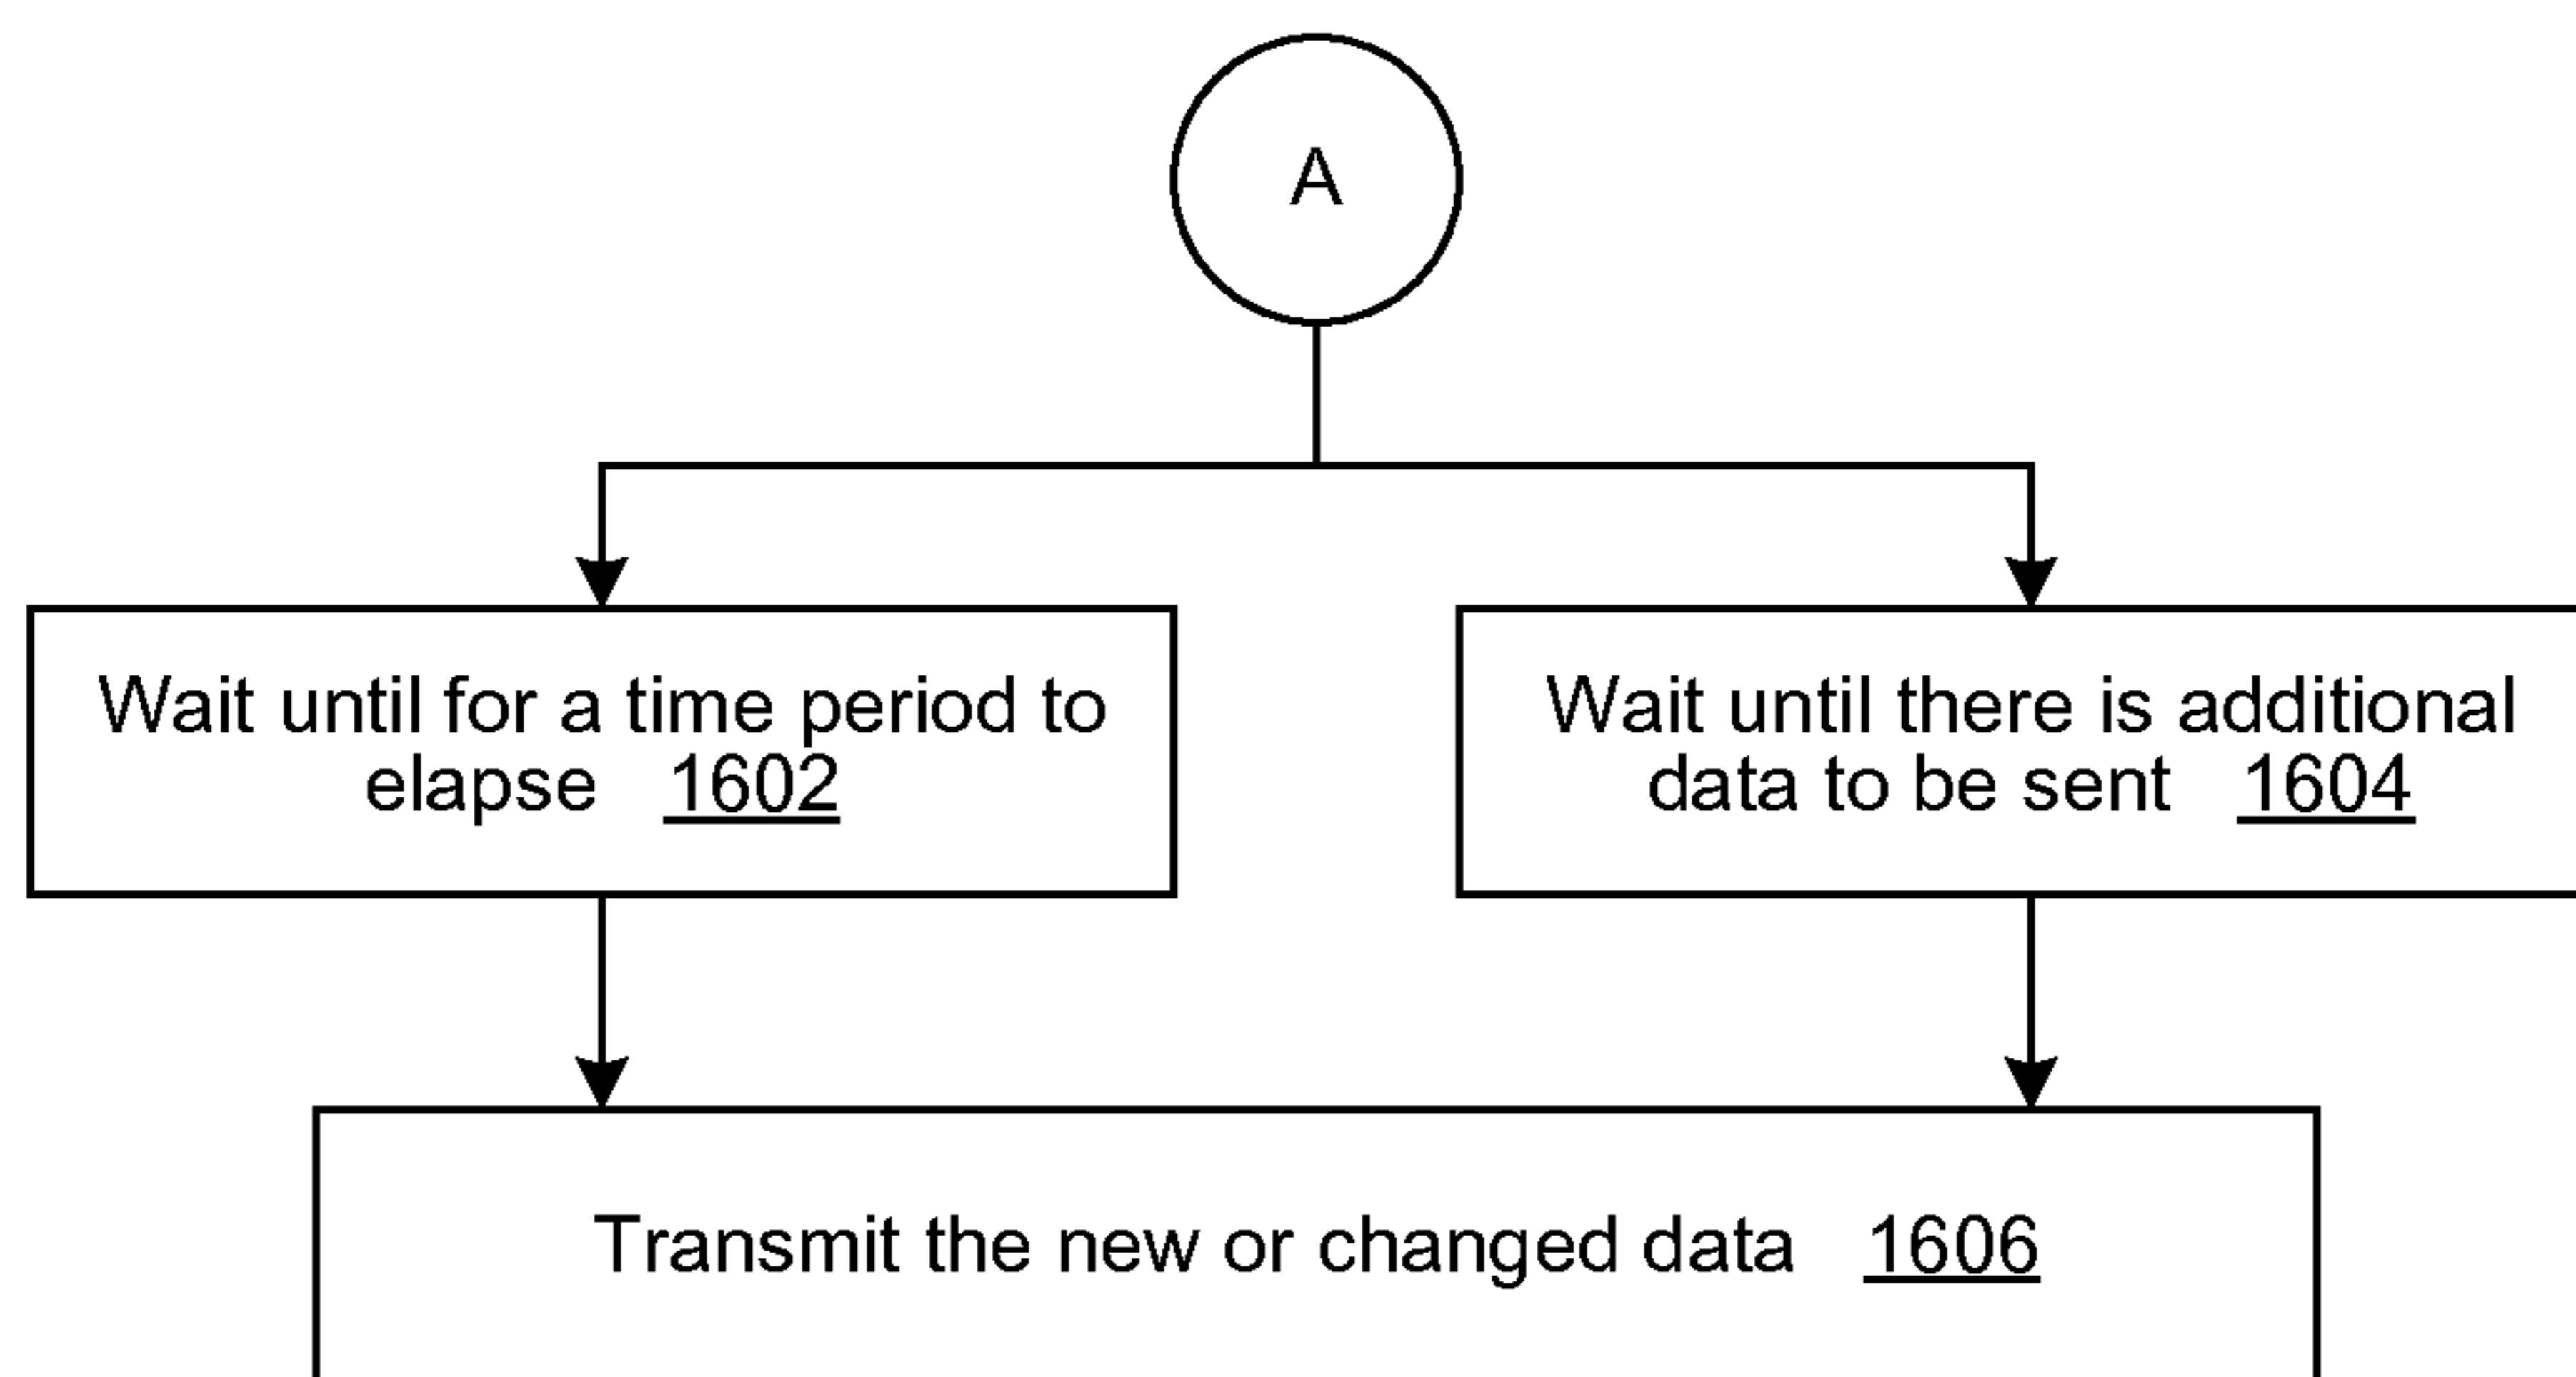 A
Wait until for a time period to
elapse 1602
Wait until there is additional
data to be sent 1604
Transmit the new or changed data 1606